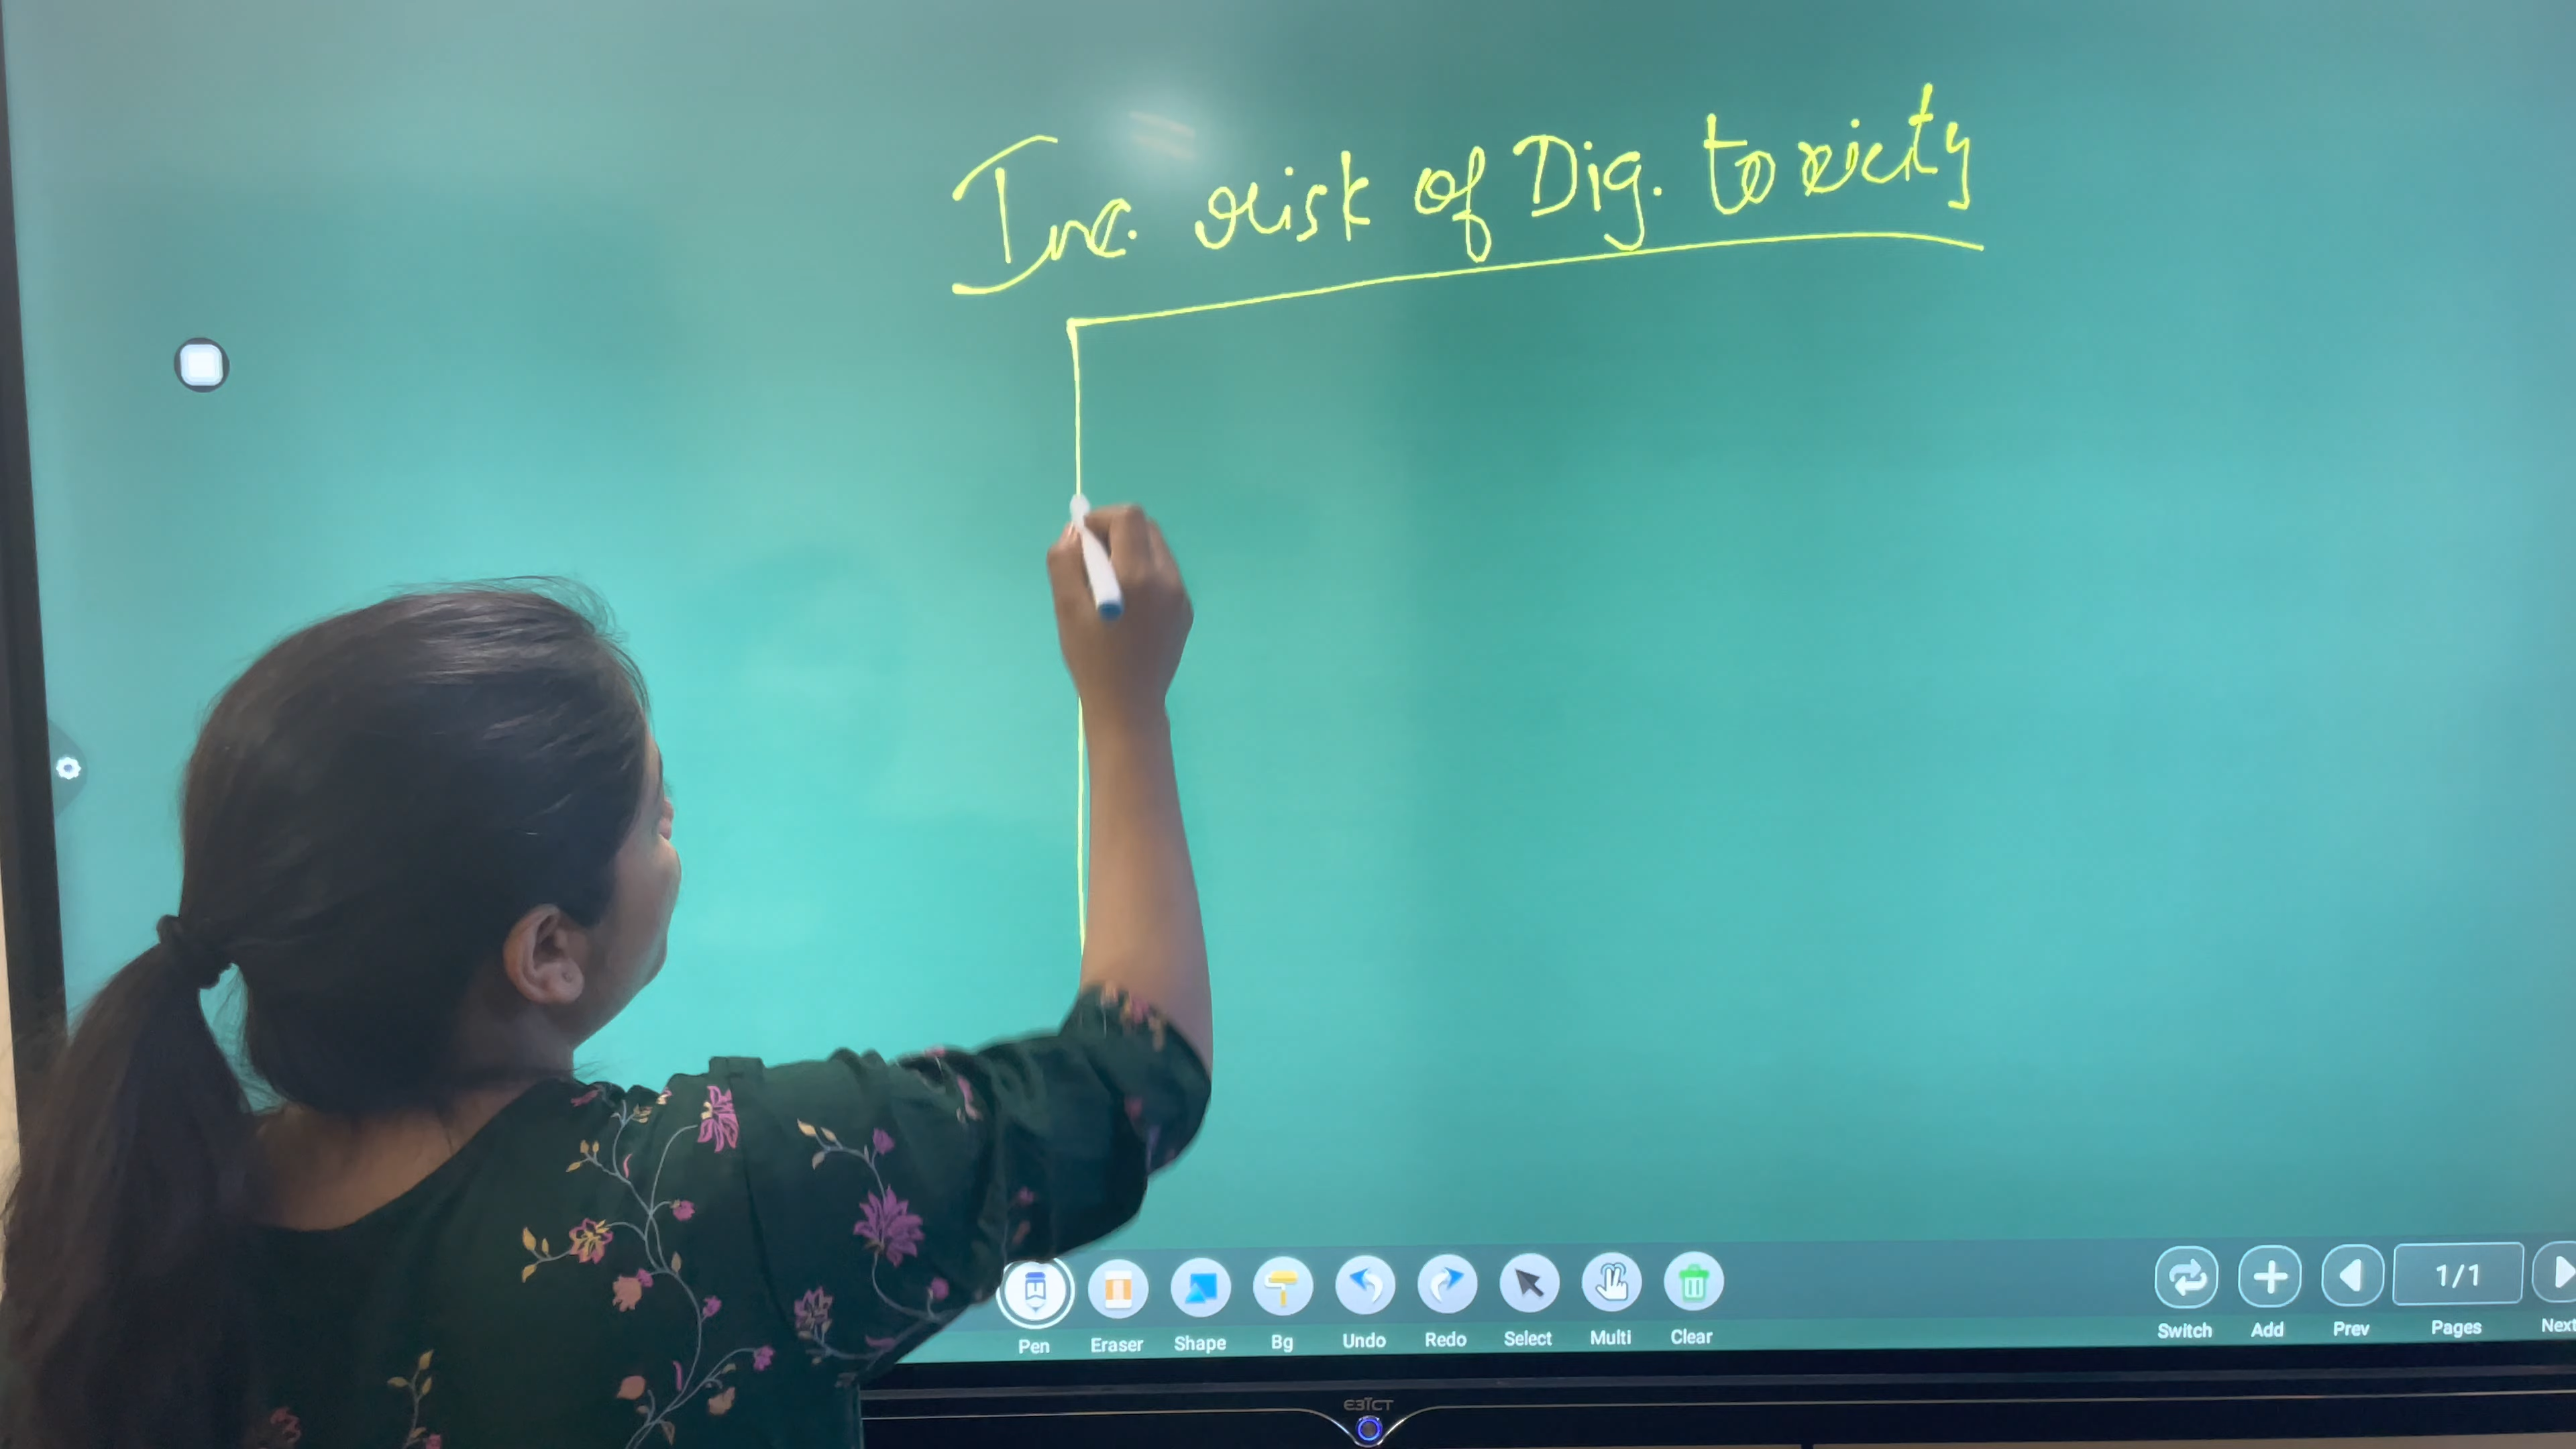 Inc. risk of Dig. toxicity
Pen Eraser Shape Bg Undo Redo Select Multi Clear
1/1
Switch Add Prev Pages Next
E3TCT